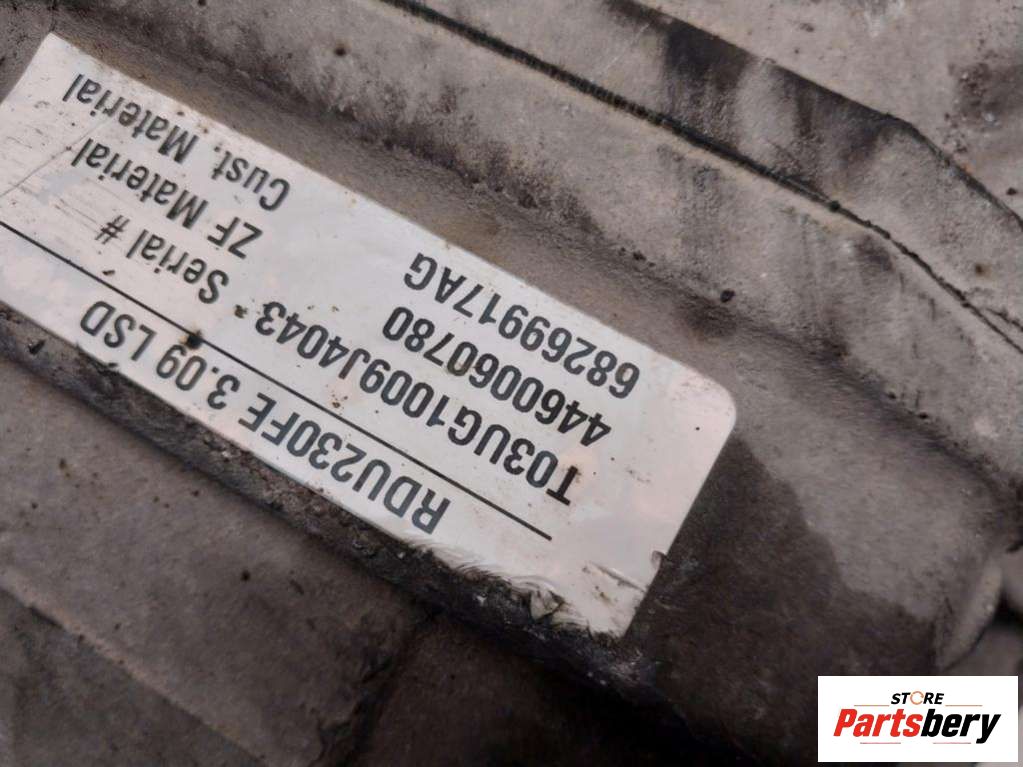 RDU230FE 3.09 LSD
T03UG1009J4043 Serial #
4460060780 ZF Material
68269917AG Cust. Material
STORE
Partsbery